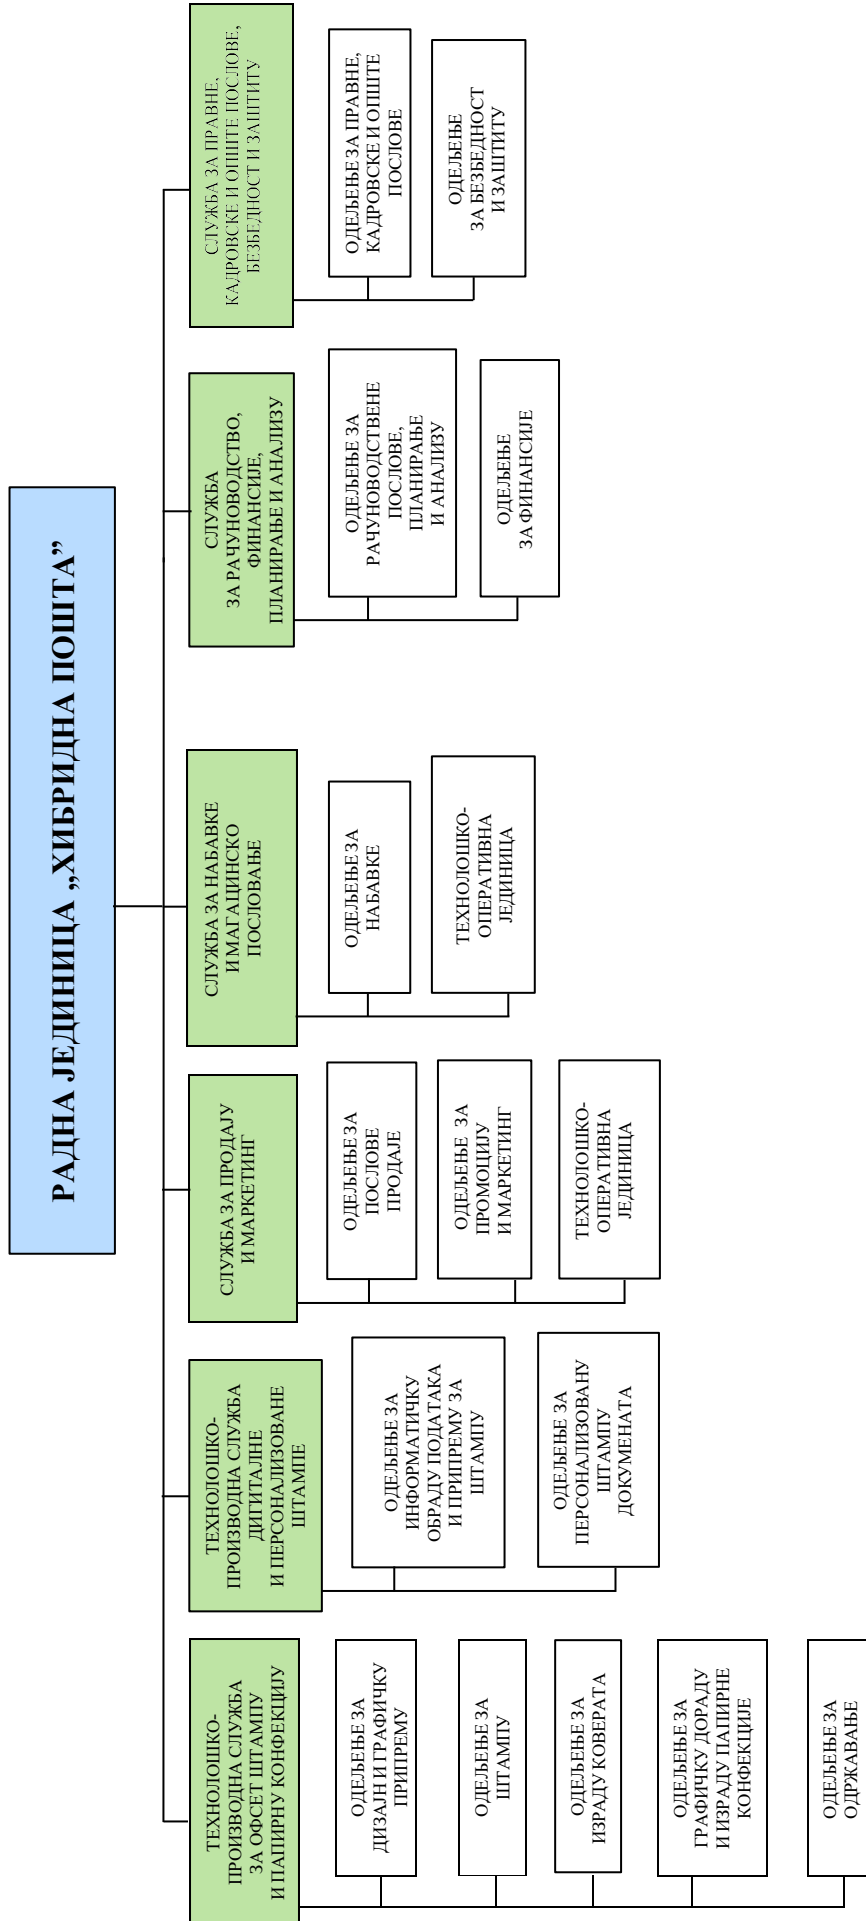 РАДНА ЈЕДИНИЦА „ХИБРИДНА ПОШТА”
ТЕХНОЛОШКО-
ПРОИЗВОДНА СЛУЖБА
ЗА ОФСЕТ ШТАМПУ
И ПАПИРНУ КОНФЕКЦИЈУ
ОДЕЉЕЊЕ ЗА
ДИЗАЈН И ГРАФИЧКУ
ПРИПРЕМУ
ОДЕЉЕЊЕ ЗА
ШТАМПУ
ОДЕЉЕЊЕ ЗА
ИЗРАДУ КОВЕРАТА
ОДЕЉЕЊЕ ЗА
ГРАФИЧКУ ДОРАДУ
И ИЗРАДУ ПАПИРНЕ
КОНФЕКЦИЈЕ
ОДЕЉЕЊЕ ЗА
ОДРЖАВАЊЕ
ТЕХНОЛОШКО-
ПРОИЗВОДНА СЛУЖБА
ДИГИТАЛНЕ
И ПЕРСОНАЛИЗОВАНЕ
ШТАМПЕ
ОДЕЉЕЊЕ ЗА
ИНФОРМАТИЧКУ
ОБРАДУ ПОДАТАКА
И ПРИПРЕМУ ЗА
ШТАМПУ
ОДЕЉЕЊЕ ЗА
ПЕРСОНАЛИЗОВАНУ
ШТАМПУ
ДОКУМЕНАТА
СЛУЖБА ЗА ПРОДАЈУ
И МАРКЕТИНГ
ОДЕЉЕЊЕ ЗА
ПОСЛОВЕ
ПРОДАЈЕ
ОДЕЉЕЊЕ ЗА
ПРОМОЦИЈУ
И МАРКЕТИНГ
ТЕХНОЛОШКО-
ОПЕРАТИВНА
ЈЕДИНИЦА
СЛУЖБА ЗА НАБАВКЕ
И МАГАЦИНСКО
ПОСЛОВАЊЕ
ОДЕЉЕЊЕ ЗА
НАБАВКЕ
ТЕХНОЛОШКО-
ОПЕРАТИВНА
ЈЕДИНИЦА
СЛУЖБА
ЗА РАЧУНОВОДСТВО,
ФИНАНСИЈЕ,
ПЛАНИРАЊЕ И АНАЛИЗУ
ОДЕЉЕЊЕ ЗА
РАЧУНОВОДСТВЕНЕ
ПОСЛОВЕ,
ПЛАНИРАЊЕ
И АНАЛИЗУ
ОДЕЉЕЊЕ
ЗА ФИНАНСИЈЕ
СЛУЖБА ЗА ПРАВНЕ,
КАДРОВСКЕ И ОПШТЕ ПОСЛОВЕ,
БЕЗБЕДНОСТ И ЗАШТИТУ
ОДЕЉЕЊЕ ЗА ПРАВНЕ,
КАДРОВСКЕ И ОПШТЕ
ПОСЛОВЕ
ОДЕЉЕЊЕ
ЗА БЕЗБЕДНОСТ
И ЗАШТИТУ